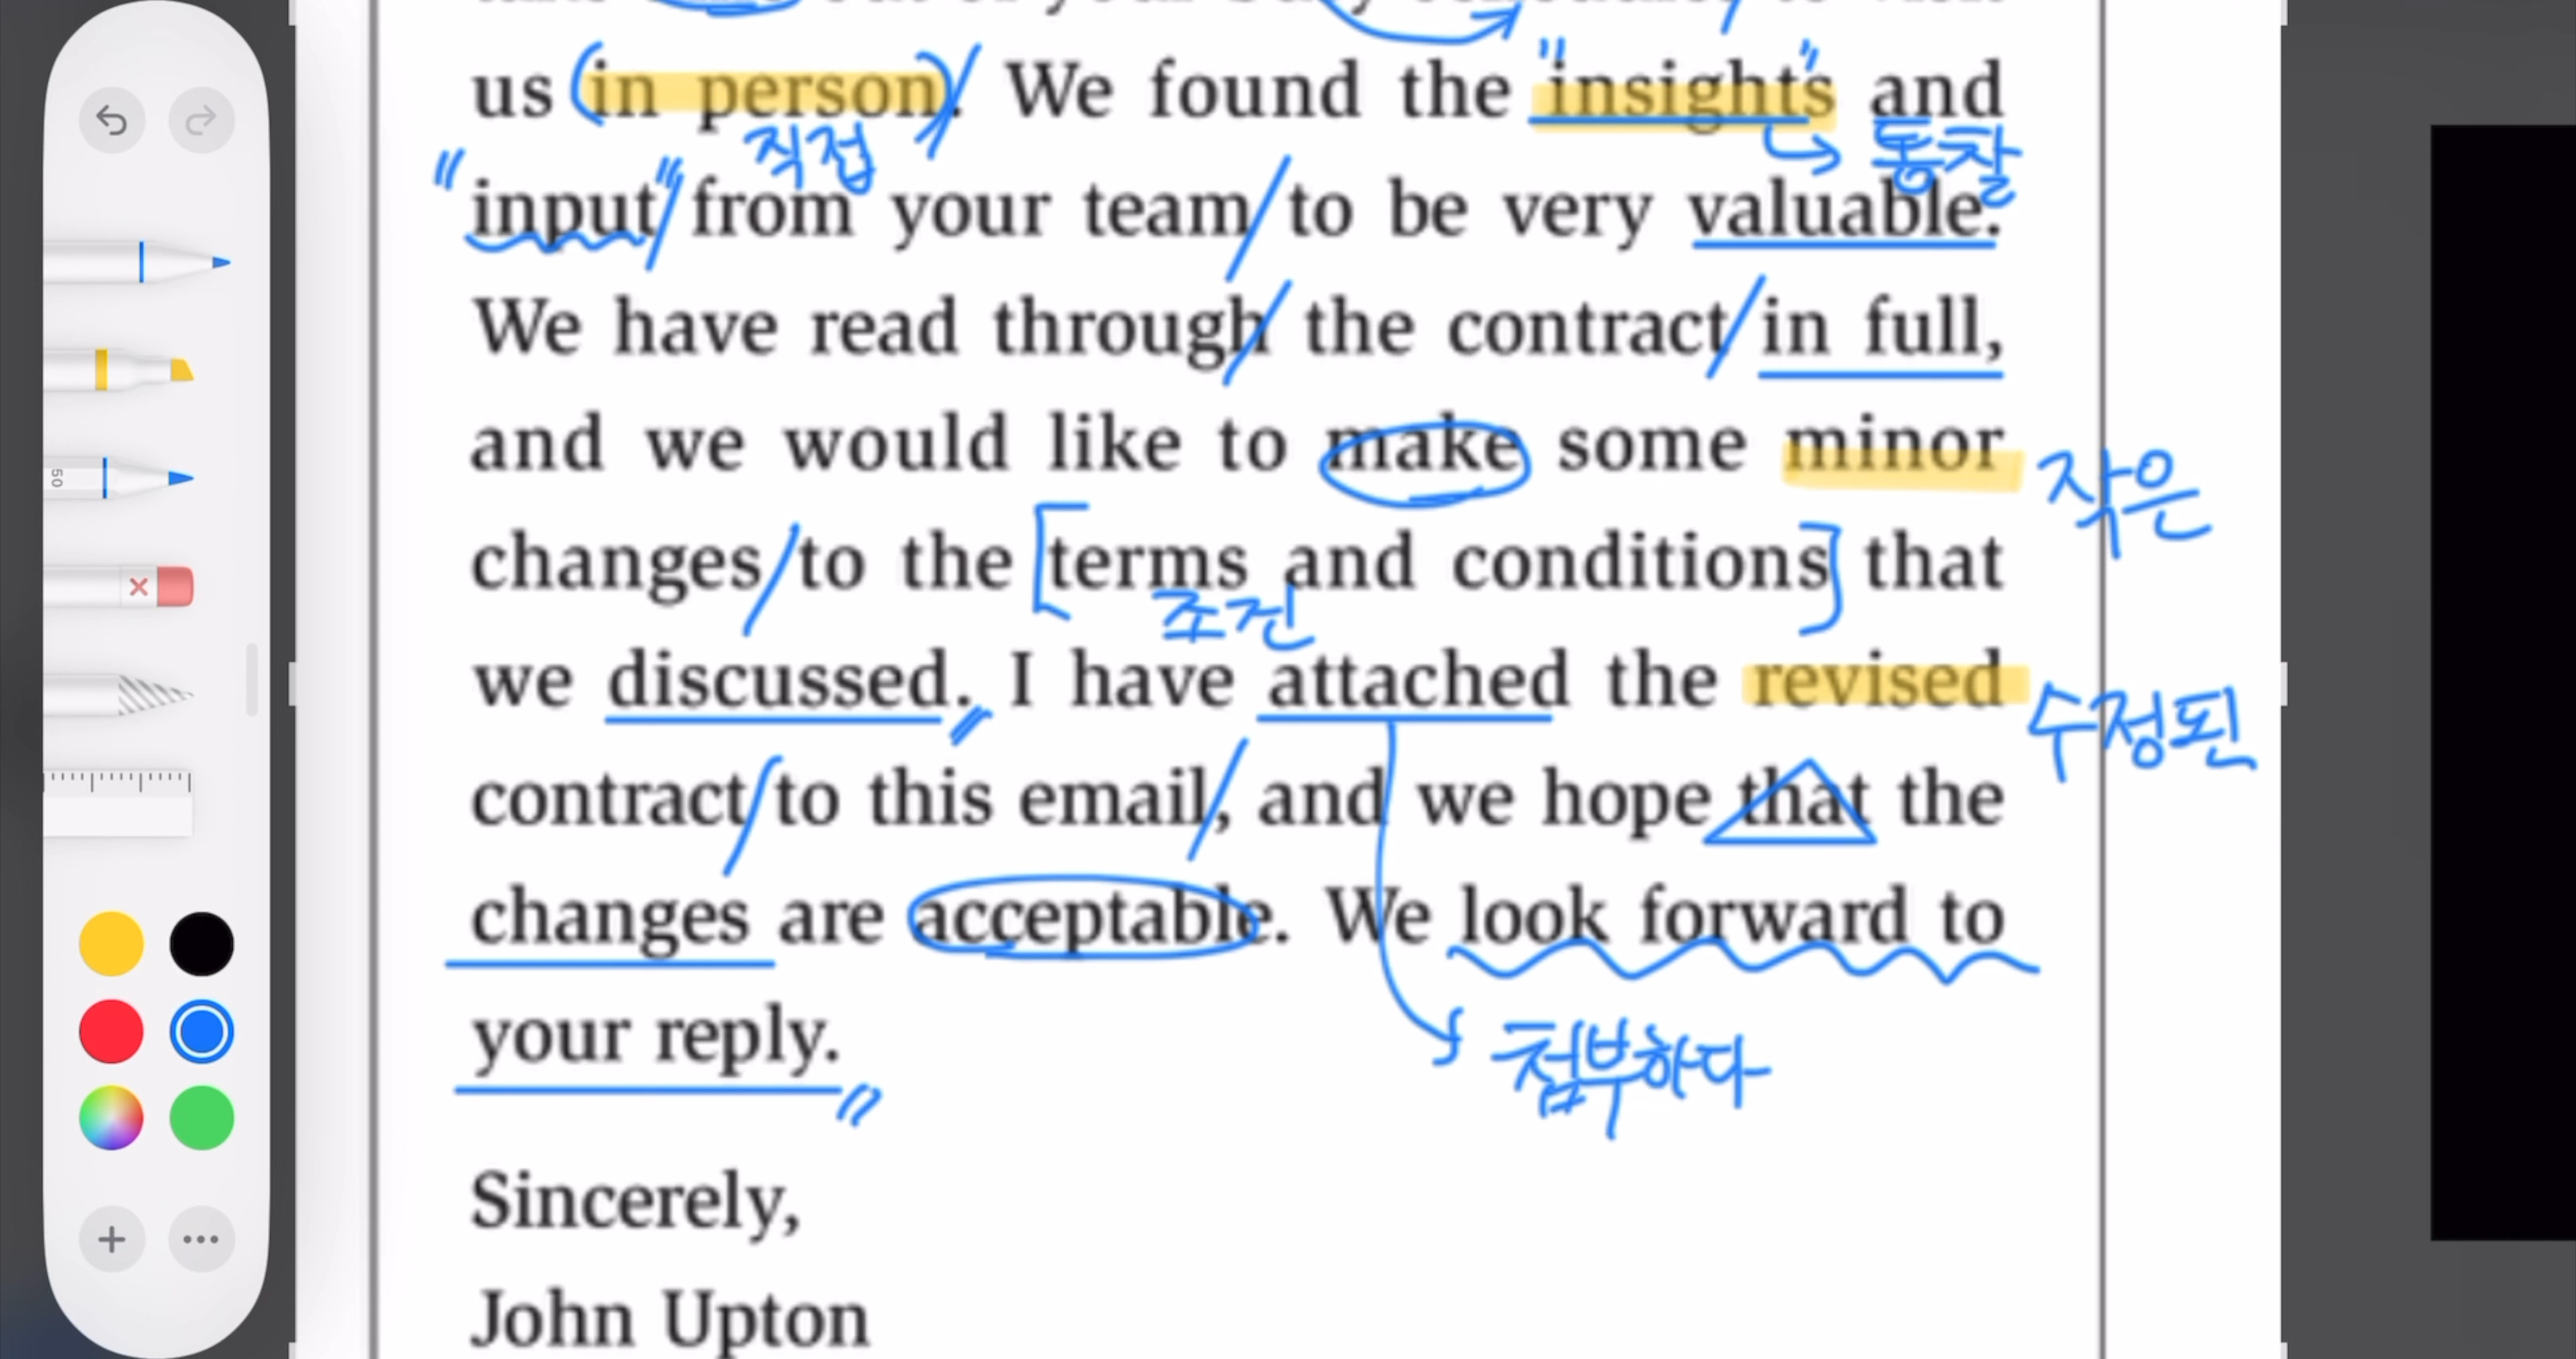 us in person. We found the insights and
직접
통찰
input from your team to be very valuable.
We have read through the contract in full,
and we would like to make some minor
작은
changes to the terms and conditions that
조건
we discussed. I have attached the revised
수정된
contract to this email, and we hope that the
changes are acceptable. We look forward to
your reply.
첨부하다
Sincerely,
John Upton
50